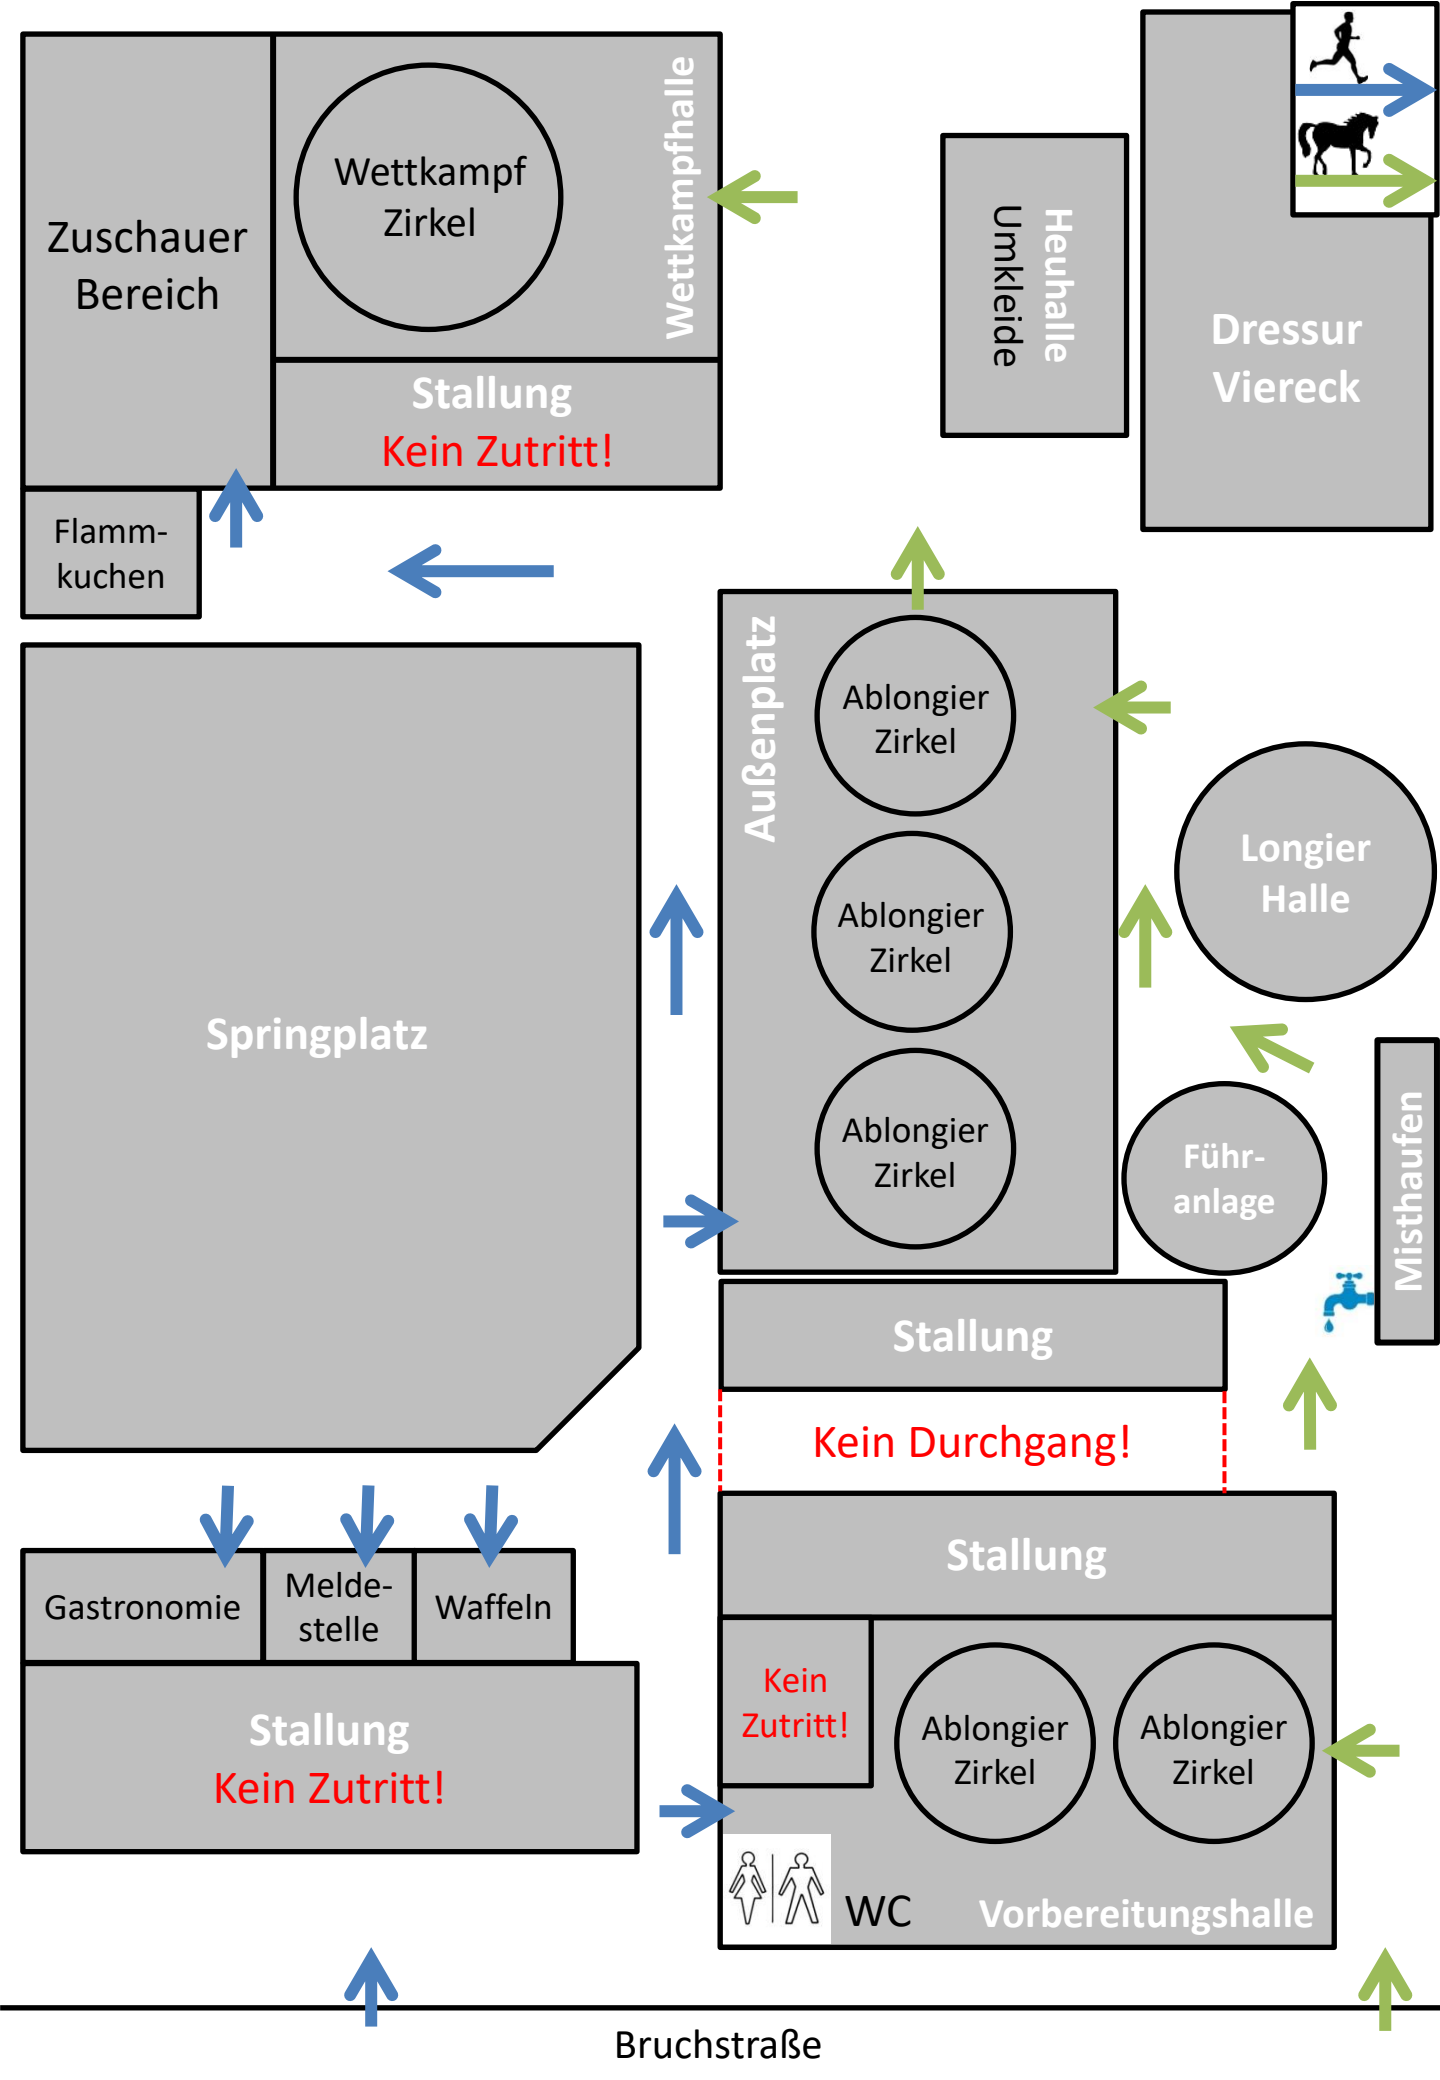 Zuschauer
Bereich
Wettkampf
Zirkel
Wettkampfhalle
Stallung
Kein Zutritt!
Flamm-
kuchen
Heuhalle
Umkleide
Dressur
Viereck
Außenplatz
Ablongier
Zirkel
Ablongier
Zirkel
Ablongier
Zirkel
Longier
Halle
Springplatz
Führ-
anlage
Misthaufen
Stallung
Kein Durchgang!
Stallung
Gastronomie
Melde-
stelle
Waffeln
Stallung
Kein Zutritt!
Kein
Zutritt!
Ablongier
Zirkel
Ablongier
Zirkel
WC
Vorbereitungshalle
Bruchstraße